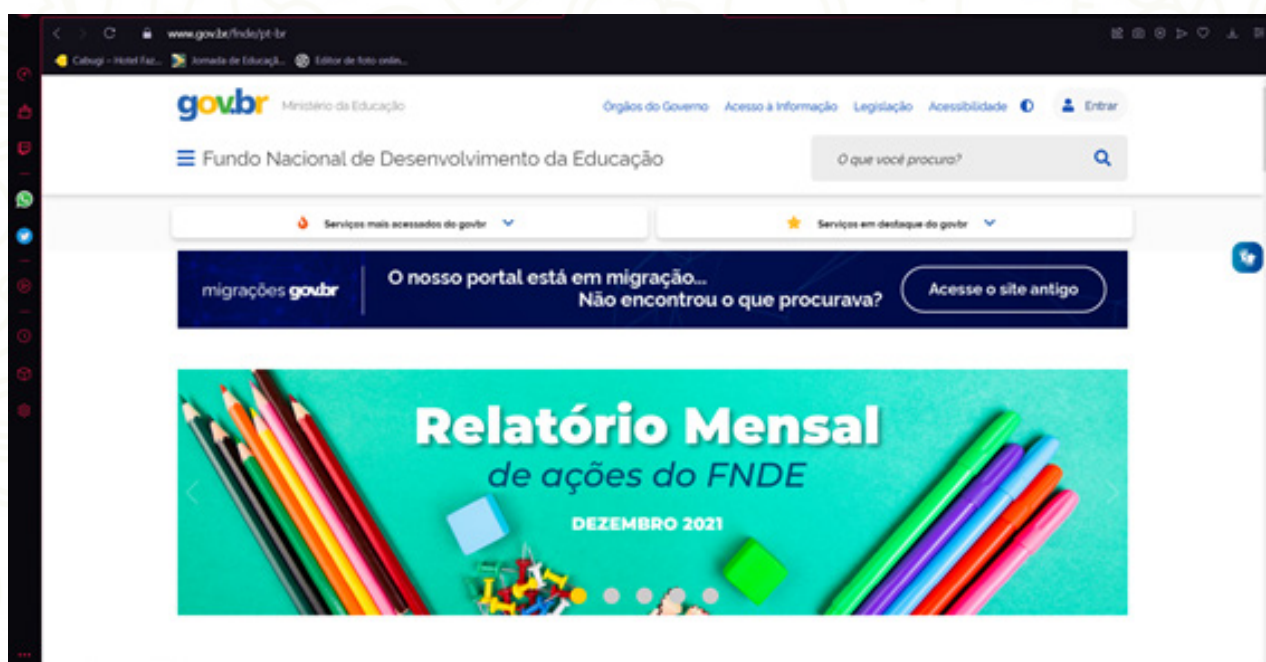 www.gov.br/fnde/pt-br
Cabugi - Hotel Faz... Jornada de Educaçã... Editor de foto onlin...
gov.br Ministério da Educação Órgãos do Governo Acesso à Informação Legislação Acessibilidade Entrar
Fundo Nacional de Desenvolvimento da Educação O que você procura?
Serviços mais acessados do govbr Serviços em destaque do govbr
migrações gov.br O nosso portal está em migração...
Não encontrou o que procurava? Acesse o site antigo
Relatório Mensal
de ações do FNDE
DEZEMBRO 2021